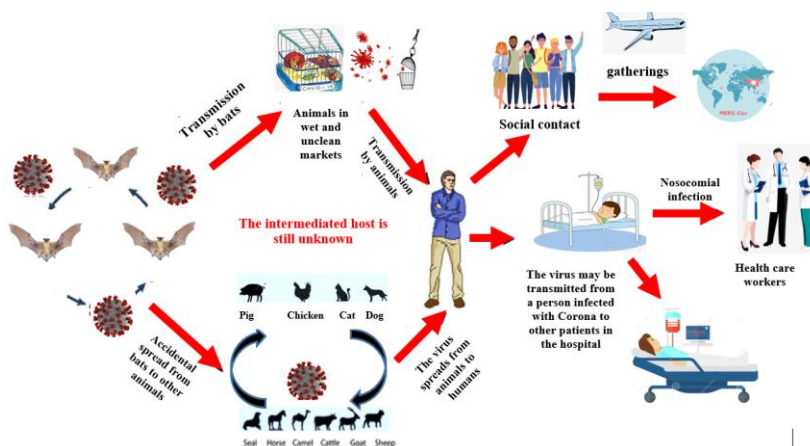 Transmission
by bats
Animals in
wet and
unclean
markets
Transmission
by animals
Social contact
gatherings
MERS-Cov
The intermediated host is
still unknown
Pig Chicken Cat Dog
Seal Horse Camel Cattle Goat Sheep
Accidental
spread from
bats to other
animals
The virus
spreads from
animals to
humans
The virus may be
transmitted from
a person infected
with Corona to
other patients in
the hospital
Nosocomial
infection
Health care
workers